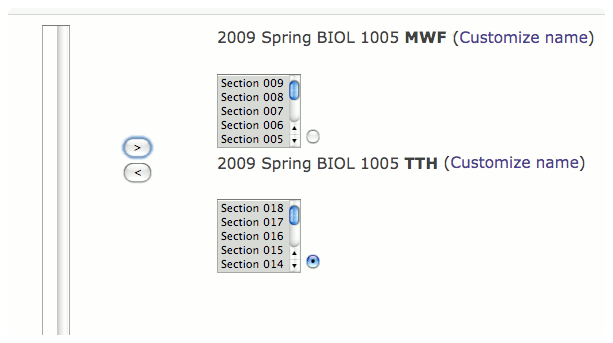 2009 Spring BIOL 1005 MWF (Customize name)
Section 009
Section 008
Section 007
Section 006
Section 005
>
<
2009 Spring BIOL 1005 TTH (Customize name)
Section 018
Section 017
Section 016
Section 015
Section 014